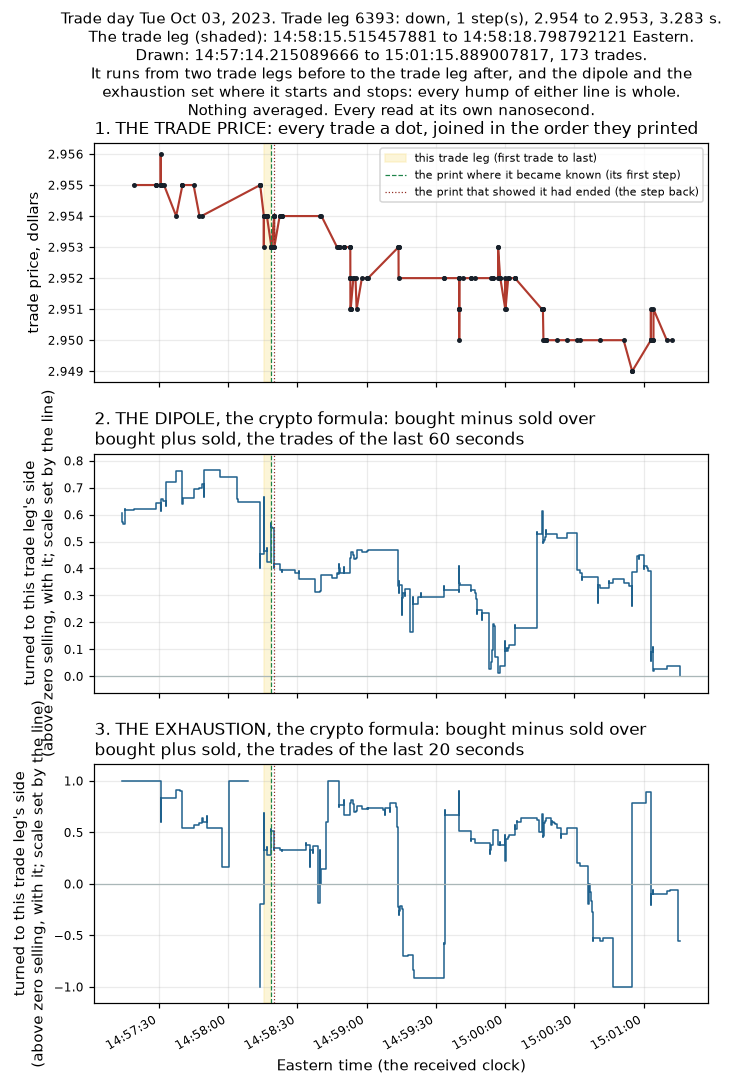 Trade day Tue Oct 03, 2023. Trade leg 6393: down, 1 step(s), 2.954 to 2.953, 3.283 s.
The trade leg (shaded): 14:58:15.515457881 to 14:58:18.798792121 Eastern.
Drawn: 14:57:14.215089666 to 15:01:15.889007817, 173 trades.
It runs from two trade legs before to the trade leg after, and the dipole and the
exhaustion set where it starts and stops: every hump of either line is whole.
Nothing averaged. Every read at its own nanosecond.
1. THE TRADE PRICE: every trade a dot, joined in the order they printed
this trade leg (first trade to last)
the print where it became known (its first step)
the print that showed it had ended (the step back)
trade price, dollars
2.956
2.955
2.954
2.953
2.952
2.951
2.950
2.949
2. THE DIPOLE, the crypto formula: bought minus sold over
bought plus sold, the trades of the last 60 seconds
turned to this trade leg's side
(above zero selling, with it; scale set by the line)
0.8
0.7
0.6
0.5
0.4
0.3
0.2
0.1
0.0
3. THE EXHAUSTION, the crypto formula: bought minus sold over
bought plus sold, the trades of the last 20 seconds
turned to this trade leg's side
(above zero selling, with it; scale set by the line)
1.0
0.5
0.0
−0.5
−1.0
14:57:30
14:58:00
14:58:30
14:59:00
14:59:30
15:00:00
15:00:30
15:01:00
Eastern time (the received clock)